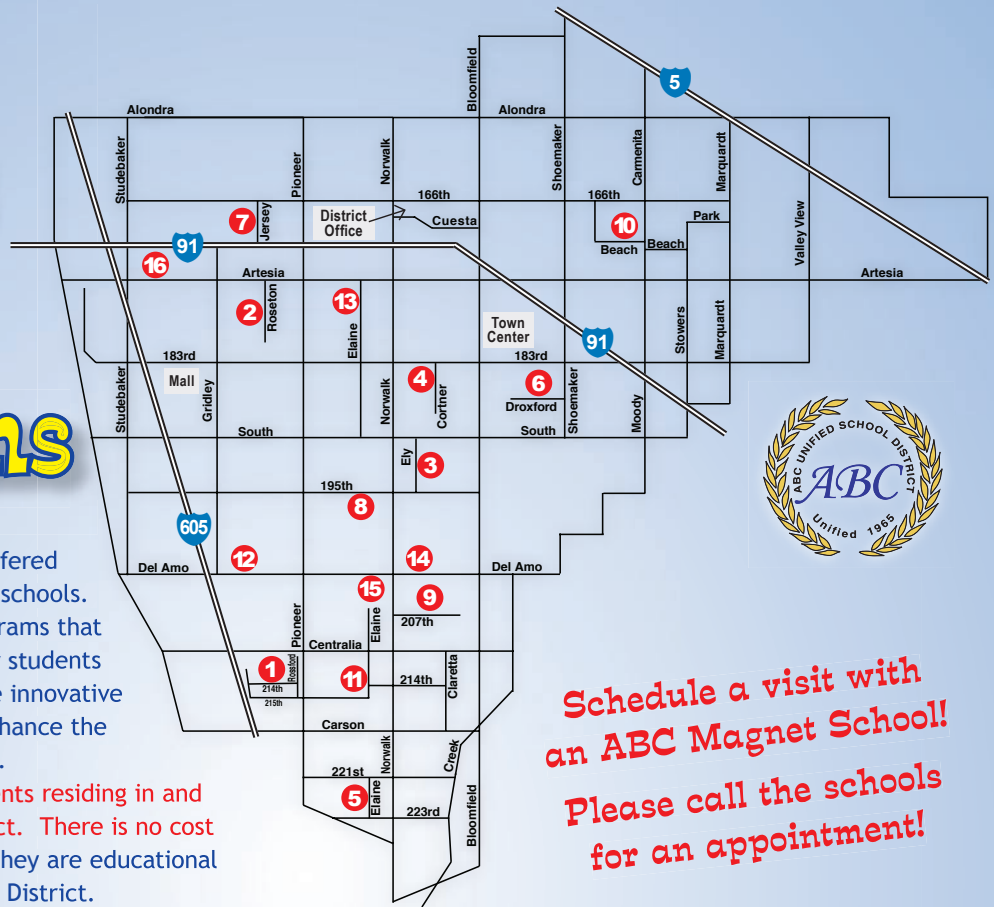 Bloomfield
5
Alondra
Alondra
Studebaker
Pioneer
Norwalk
Shoemaker
Carmenita
Marquardt
166th
166th
7
Jersey
District
Office
Cuesta
10
Park
Valley View
91
Beach
Beach
16
Artesia
Artesia
2
Roseton
13
Elaine
Town
Center
91
Stowers
Marquardt
183rd
183rd
Mall
Studebaker
Gridley
Norwalk
4
Cortner
6
Droxford
Shoemaker
Moody
South
South
ns
Ely
3
195th
8
605
ABC UNIFIED SCHOOL DISTRICT
ABC
Unified 1965
12
14
Del Amo
Del Amo
15
9
Elaine
207th
Pioneer
Centralia
1
Rossford
11
214th
214th
215th
Claretta
Carson
Norwalk
Creek
221st
5
Elaine
223rd
Bloomfield
ffered
schools.
rams that
students
e innovative
hance the
.
ents residing in and
ct. There is no cost
hey are educational
District.
Schedule a visit with
an ABC Magnet School!
Please call the schools
for an appointment!